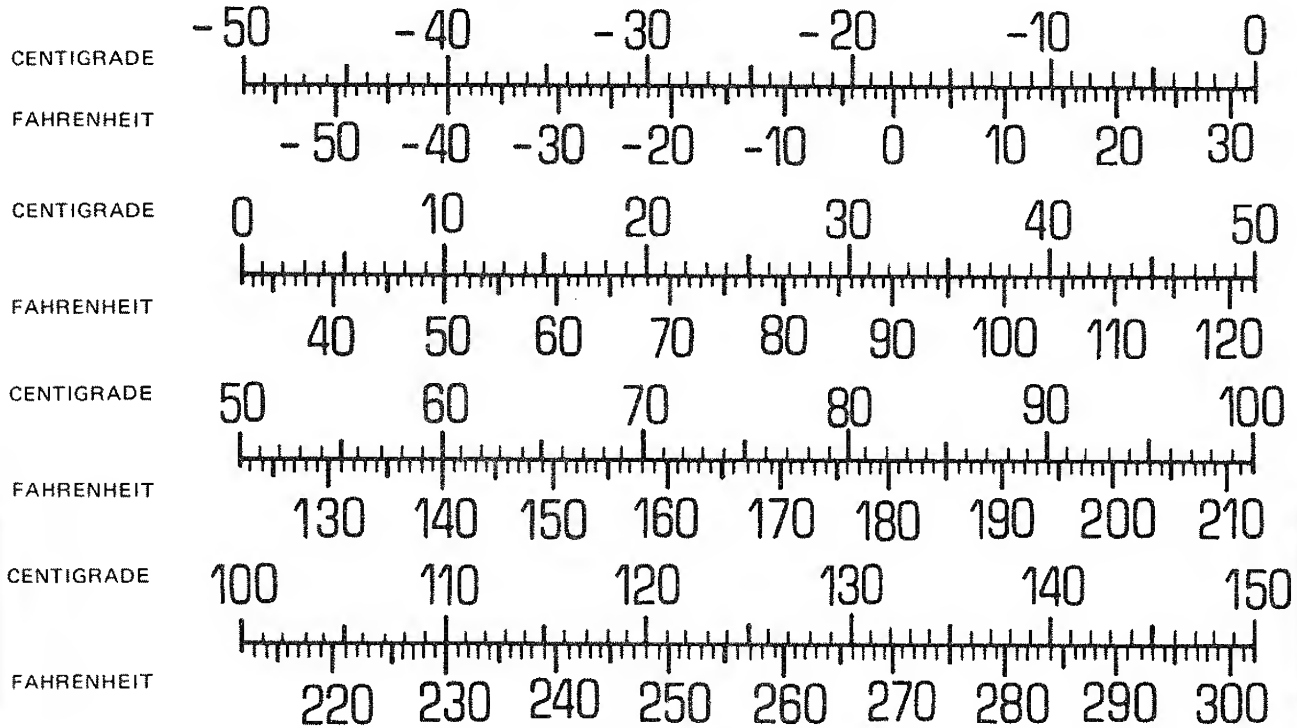 -50 -40 -30 -20 -10 0
CENTIGRADE
FAHRENHEIT
-50 -40 -30 -20 -10 0 10 20 30
CENTIGRADE
0 10 20 30 40 50
FAHRENHEIT
40 50 60 70 80 90 100 110 120
CENTIGRADE
50 60 70 80 90 100
FAHRENHEIT
130 140 150 160 170 180 190 200 210
CENTIGRADE
100 110 120 130 140 150
FAHRENHEIT
220 230 240 250 260 270 280 290 300